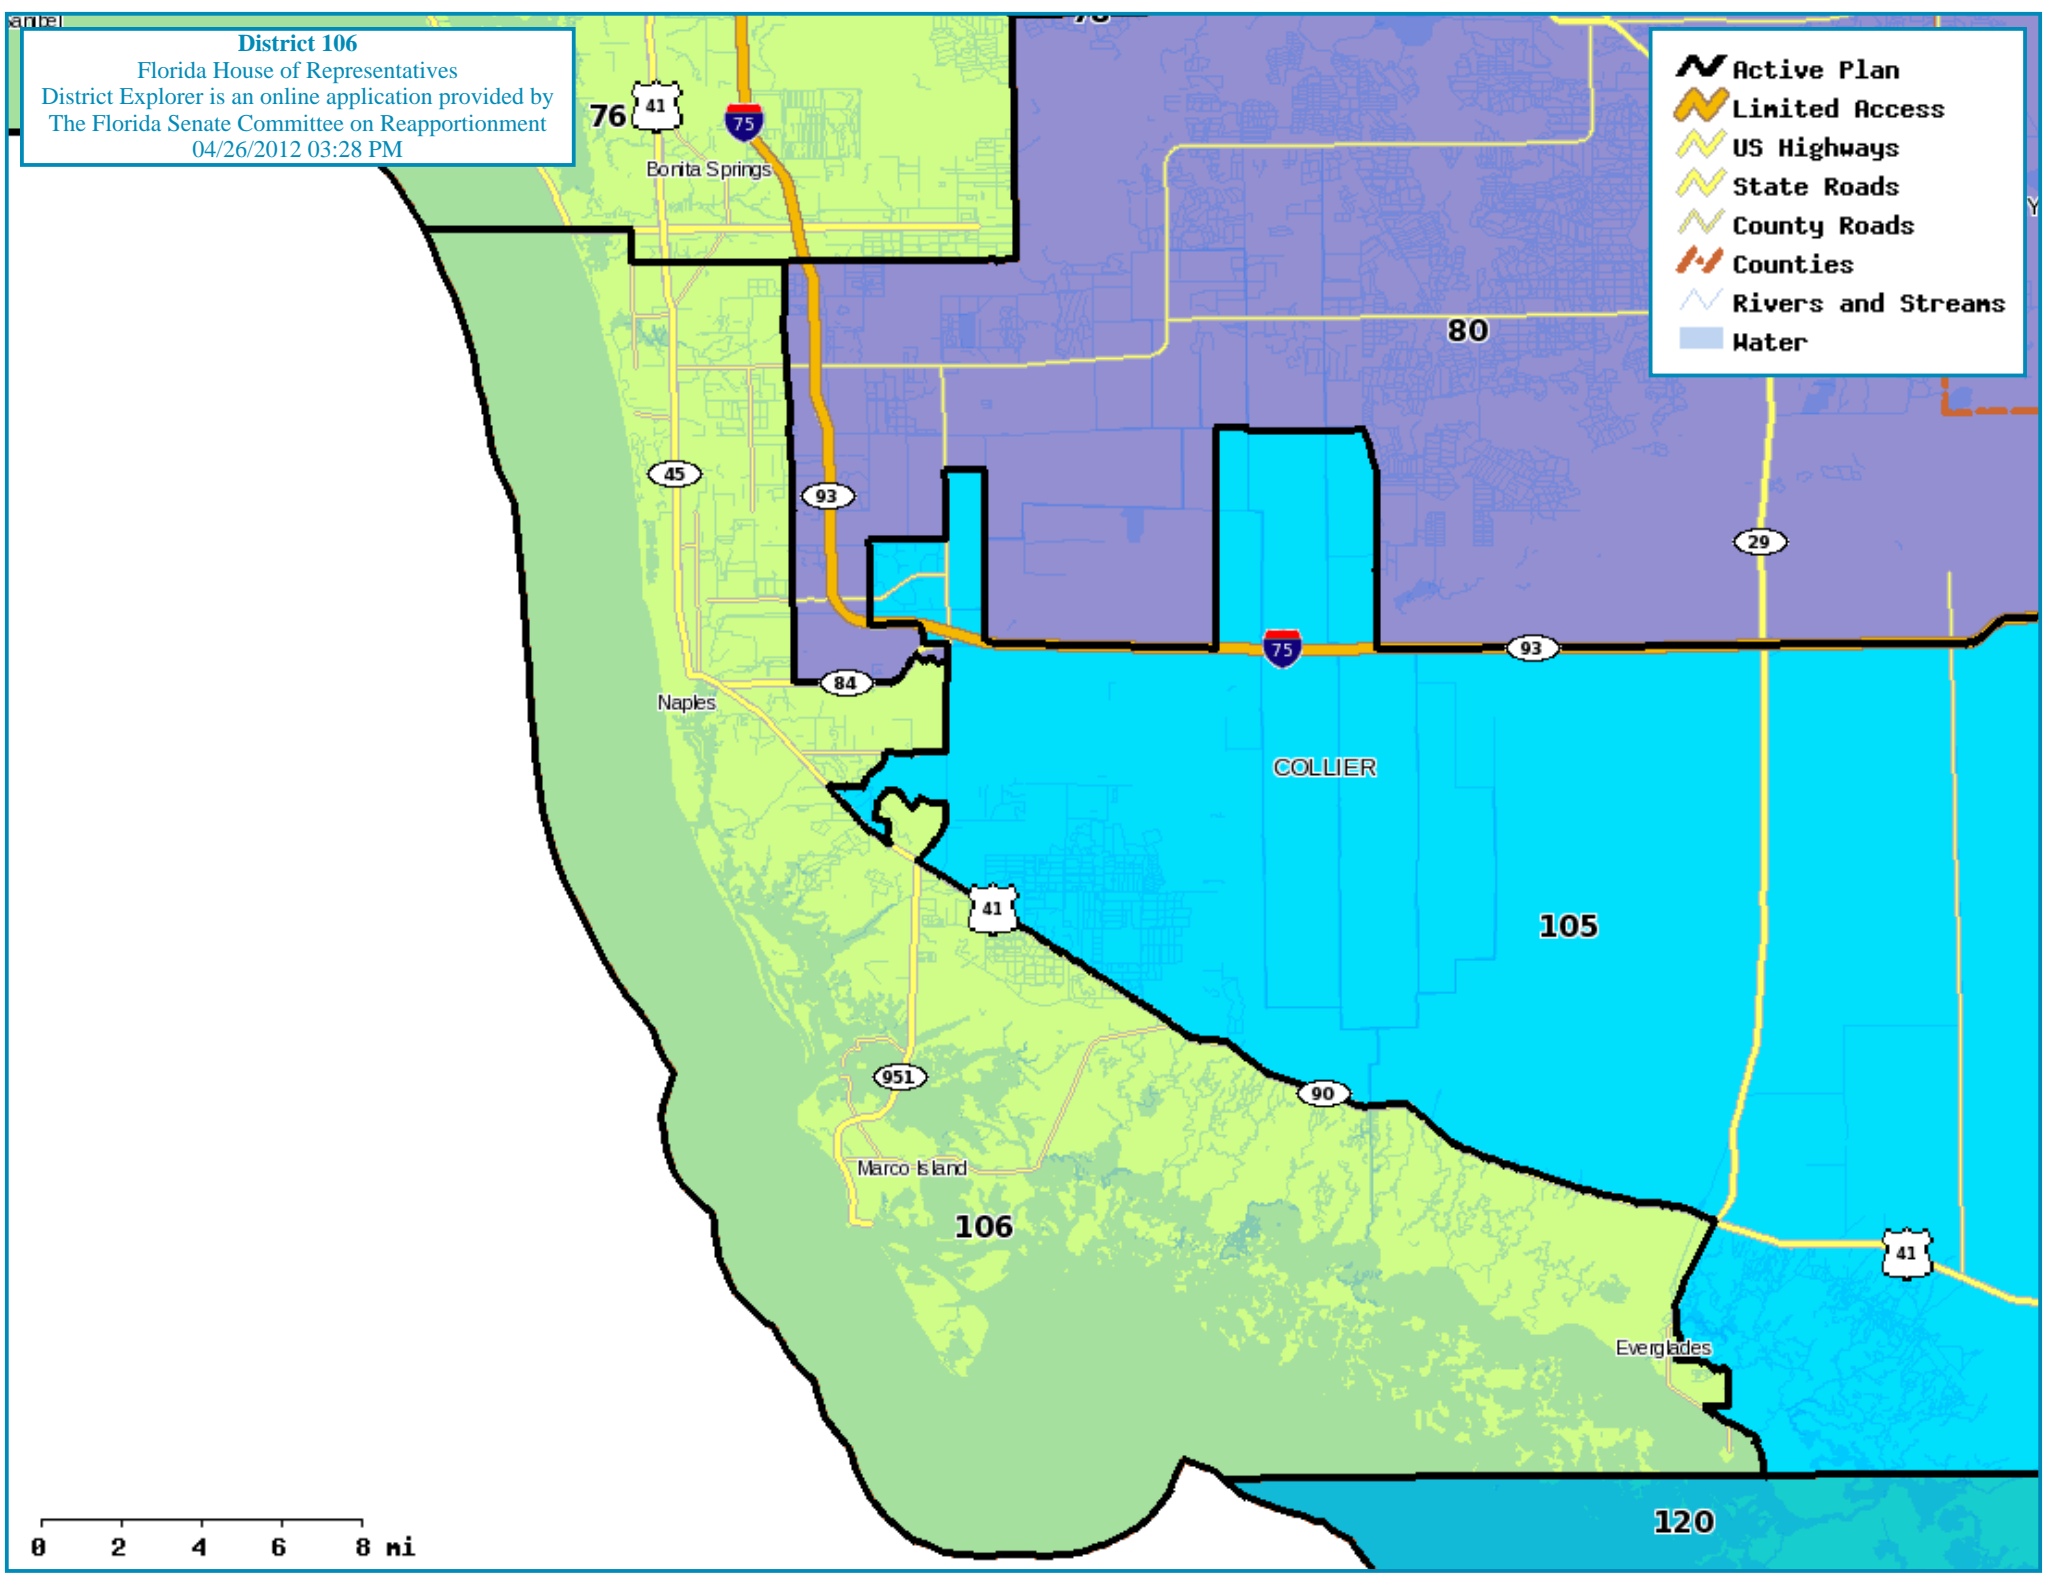 District 106
Florida House of Representatives
District Explorer is an online application provided by
The Florida Senate Committee on Reapportionment
04/26/2012 03:28 PM
Active Plan
Limited Access
US Highways
State Roads
County Roads
Counties
Rivers and Streams
Water
76
41
75
Bonita Springs
80
45
93
29
75
93
84
Naples
COLLIER
41
105
951
90
Marco Island
106
41
Everglades
120
0 2 4 6 8 mi